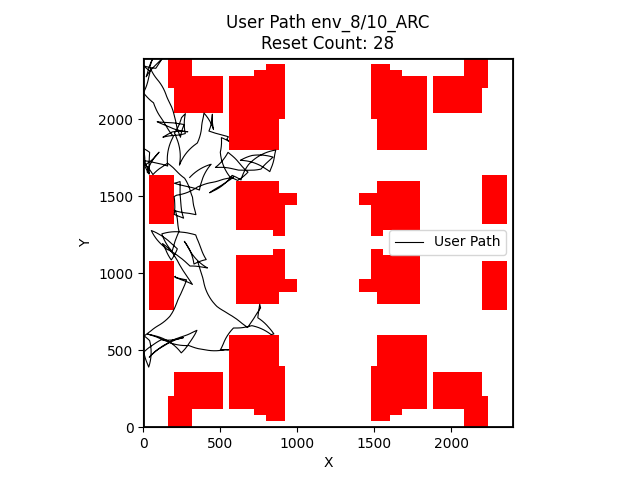 User Path env_8/10_ARC
Reset Count: 28
Y
2000
1500
1000
500
0
User Path
0 500 1000 1500 2000
X